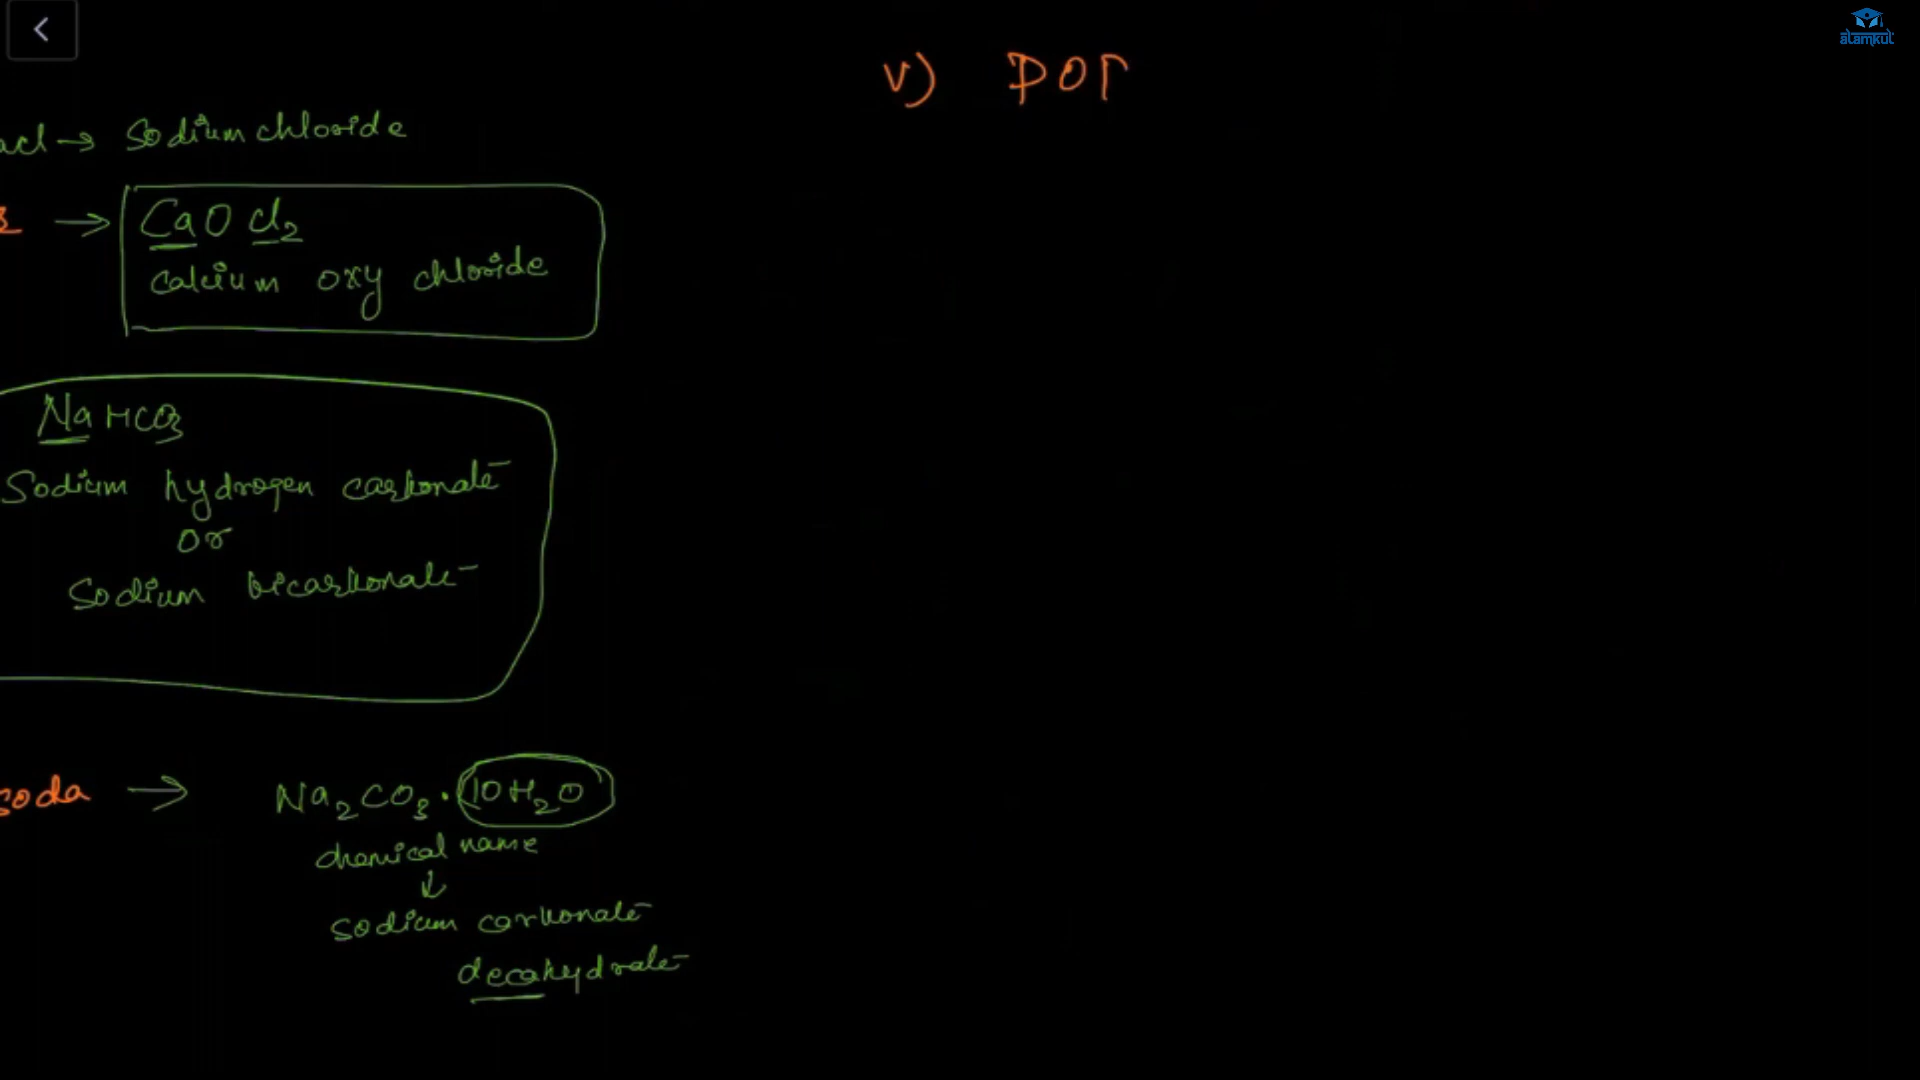 v) POP
acl → Sodium chloride
→ CaOCl2
calcium oxy chloride
NaHCO3
Sodium hydrogen carbonate
or
Sodium bicarbonate
soda → Na2CO3·10H2O
chemical name
↓
sodium carbonate
decahydrate
alamkul